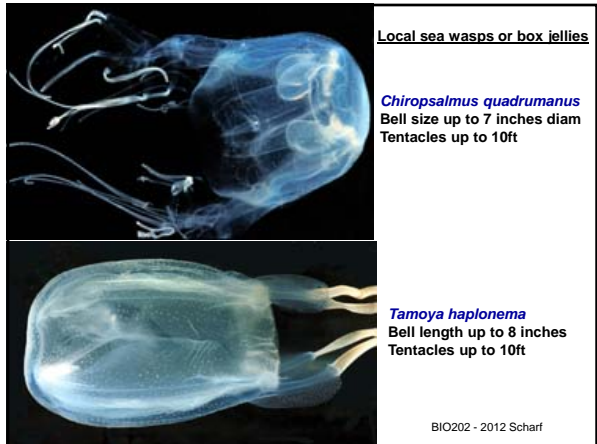 Local sea wasps or box jellies
Chiropsalmus quadrumanus
Bell size up to 7 inches diam
Tentacles up to 10ft
Tamoya haplonema
Bell length up to 8 inches
Tentacles up to 10ft
BIO202 - 2012 Scharf